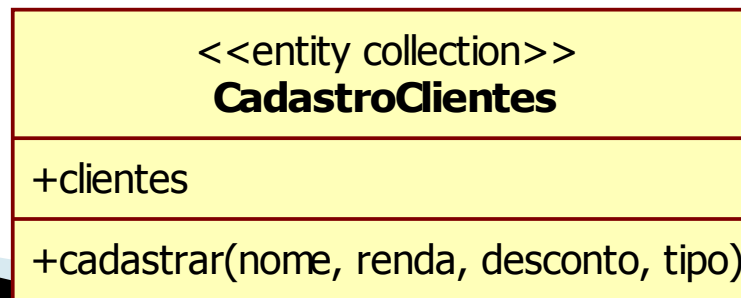 <<entity collection>>
CadastroClientes
+clientes
+cadastrar(nome, renda, desconto, tipo)